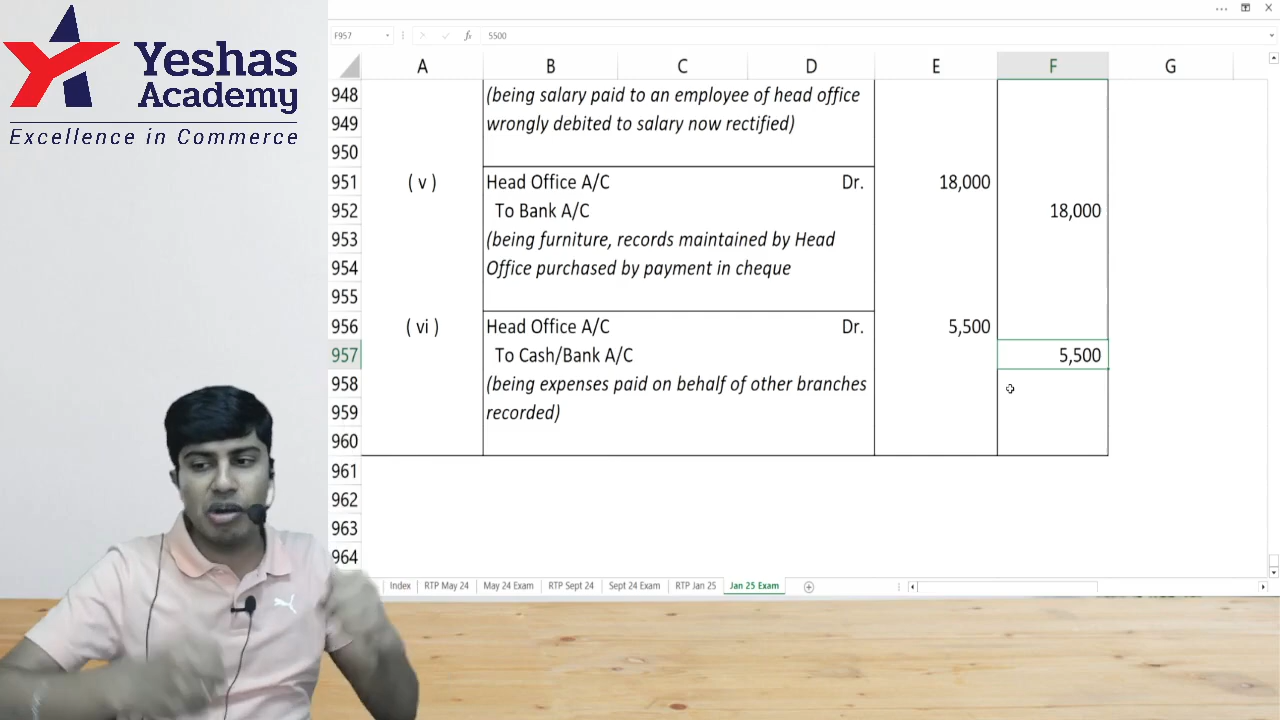 Yeshas
Academy
Excellence in Commerce
F957
fx
5500
A B C D E F G
948 (being salary paid to an employee of head office
949 wrongly debited to salary now rectified)
950
951 ( v ) Head Office A/C Dr. 18,000
952 To Bank A/C 18,000
953 (being furniture, records maintained by Head
954 Office purchased by payment in cheque
955
956 ( vi ) Head Office A/C Dr. 5,500
957 To Cash/Bank A/C 5,500
958 (being expenses paid on behalf of other branches
959 recorded)
960
961
962
963
964
Index RTP May 24 May 24 Exam RTP Sept 24 Sept 24 Exam RTP Jan 25 Jan 25 Exam